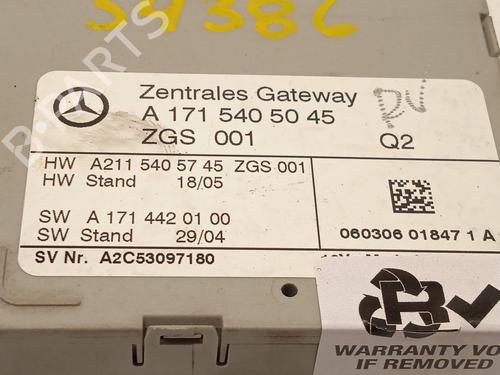 Zentrales Gateway
A 171 540 50 45
ZGS 001
Q2
HW A211 540 57 45 ZGS 001
HW Stand 18/05
SW A 171 442 01 00
SW Stand 29/04
060306 01847 1 A
SV Nr. A2C53097180
WARRANTY VO
IF REMOVED
B-PARTS